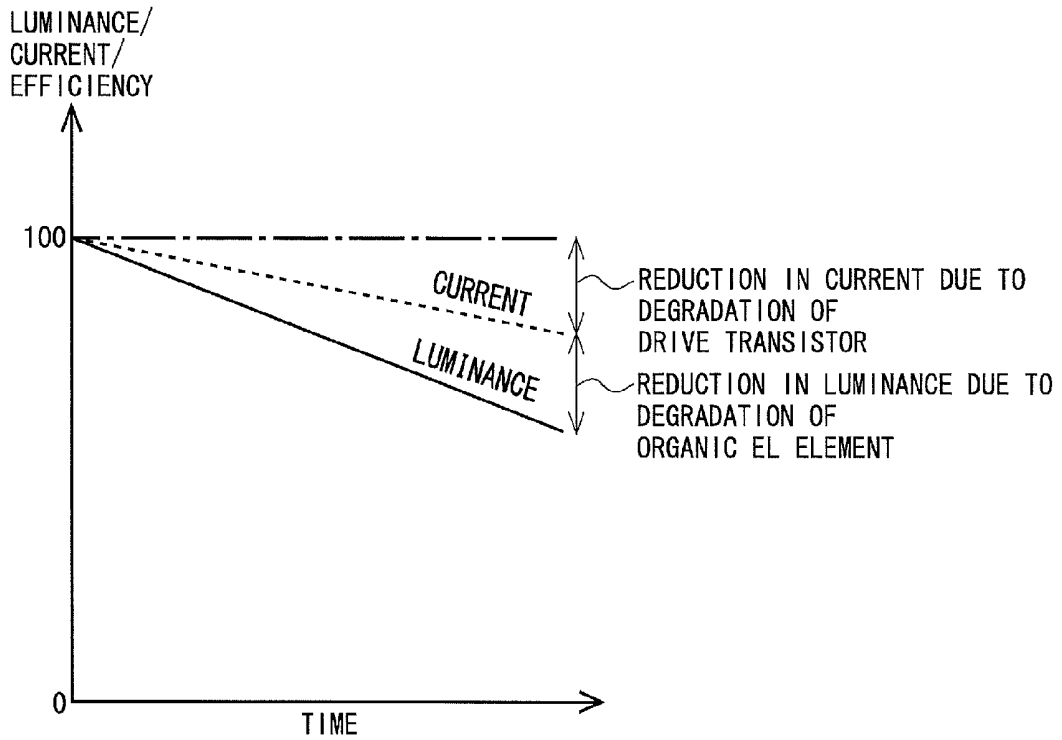 LUMINANCE/
CURRENT/
EFFICIENCY
100
CURRENT
LUMINANCE
REDUCTION IN CURRENT DUE TO
DEGRADATION OF
DRIVE TRANSISTOR
REDUCTION IN LUMINANCE DUE TO
DEGRADATION OF
ORGANIC EL ELEMENT
0
TIME